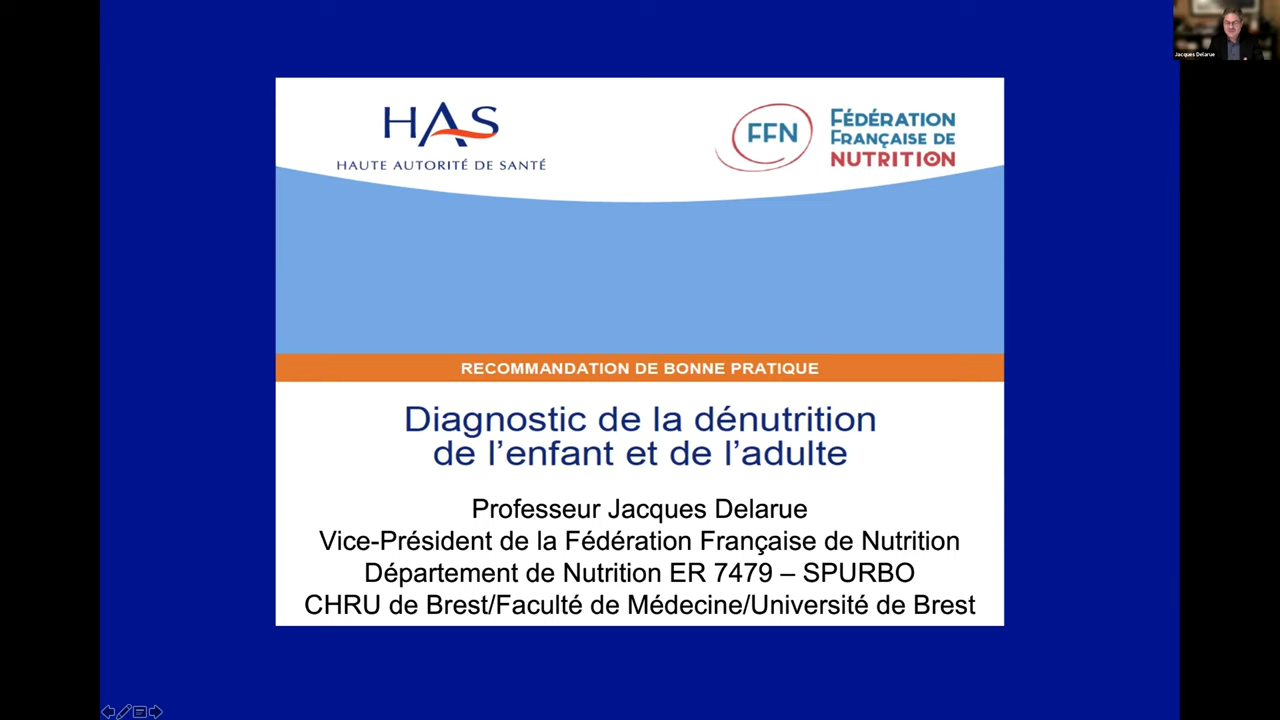 Jacques Delarue
HAS
HAUTE AUTORITÉ DE SANTÉ
FFN
FÉDÉRATION
FRANÇAISE DE
NUTRITION
RECOMMANDATION DE BONNE PRATIQUE
Diagnostic de la dénutrition
de l’enfant et de l’adulte
Professeur Jacques Delarue
Vice-Président de la Fédération Française de Nutrition
Département de Nutrition ER 7479 – SPURBO
CHRU de Brest/Faculté de Médecine/Université de Brest